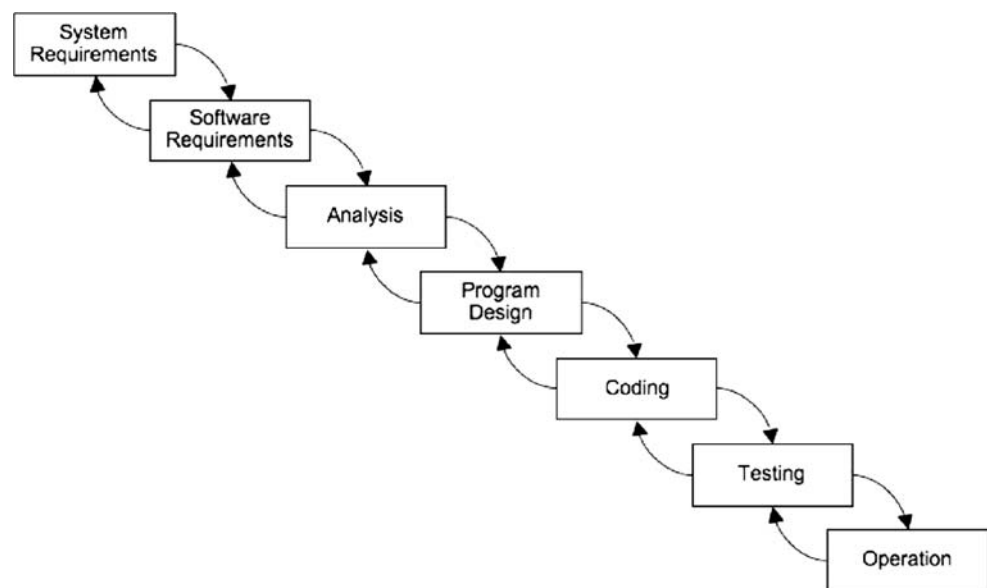 System
Requirements
Software
Requirements
Analysis
Program
Design
Coding
Testing
Operation